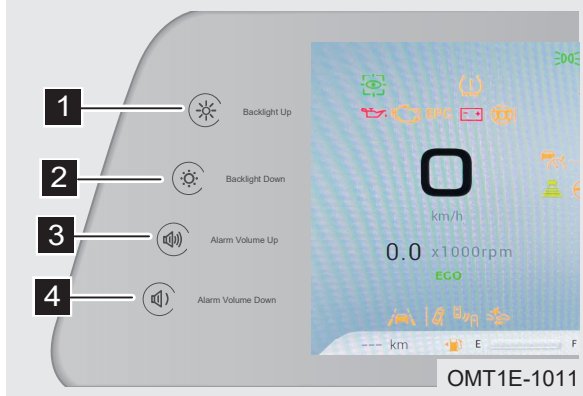 1
Backlight Up
2
Backlight Down
3
Alarm Volume Up
4
Alarm Volume Down
EPC
0
km/h
0.0 x1000rpm
ECO
--- km E F
OMT1E-1011